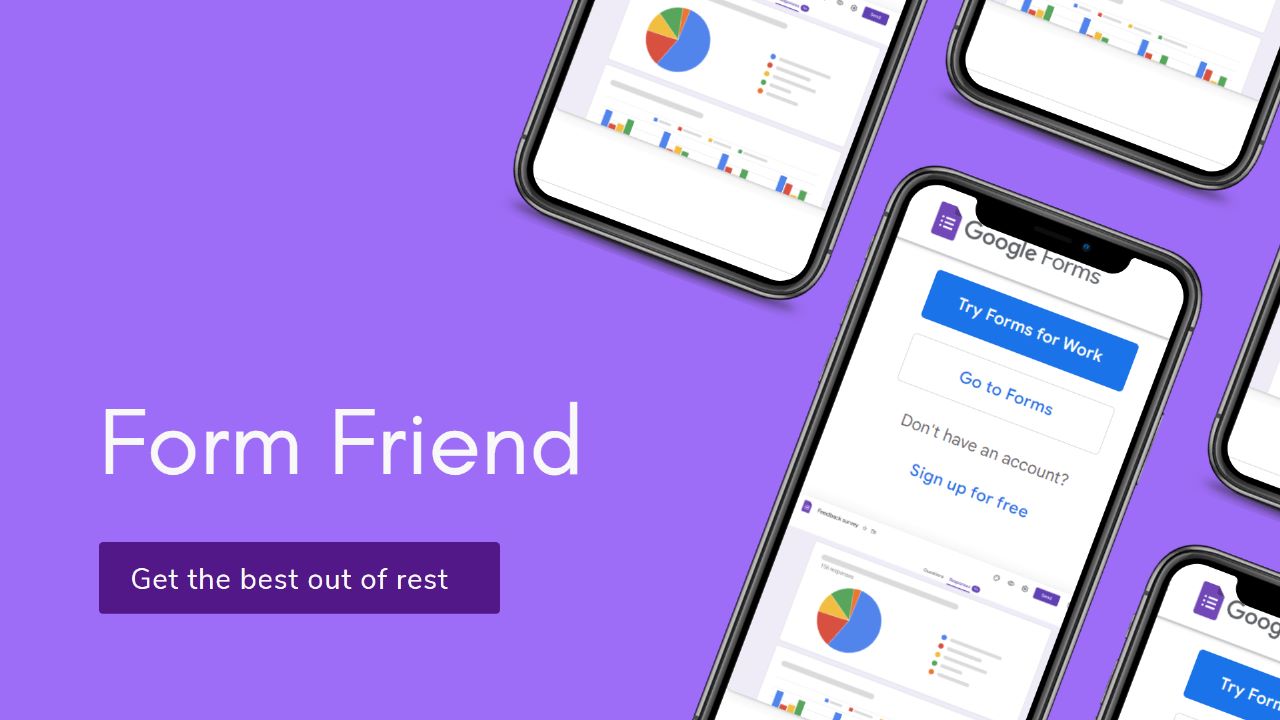 Send
Google Forms
Try Forms for Work
Go to Forms
Don't have an account?
Sign up for free
Form Friend
Get the best out of rest
Feedback survey
Questions
Responses
Send
156 responses
Goog
Try Form